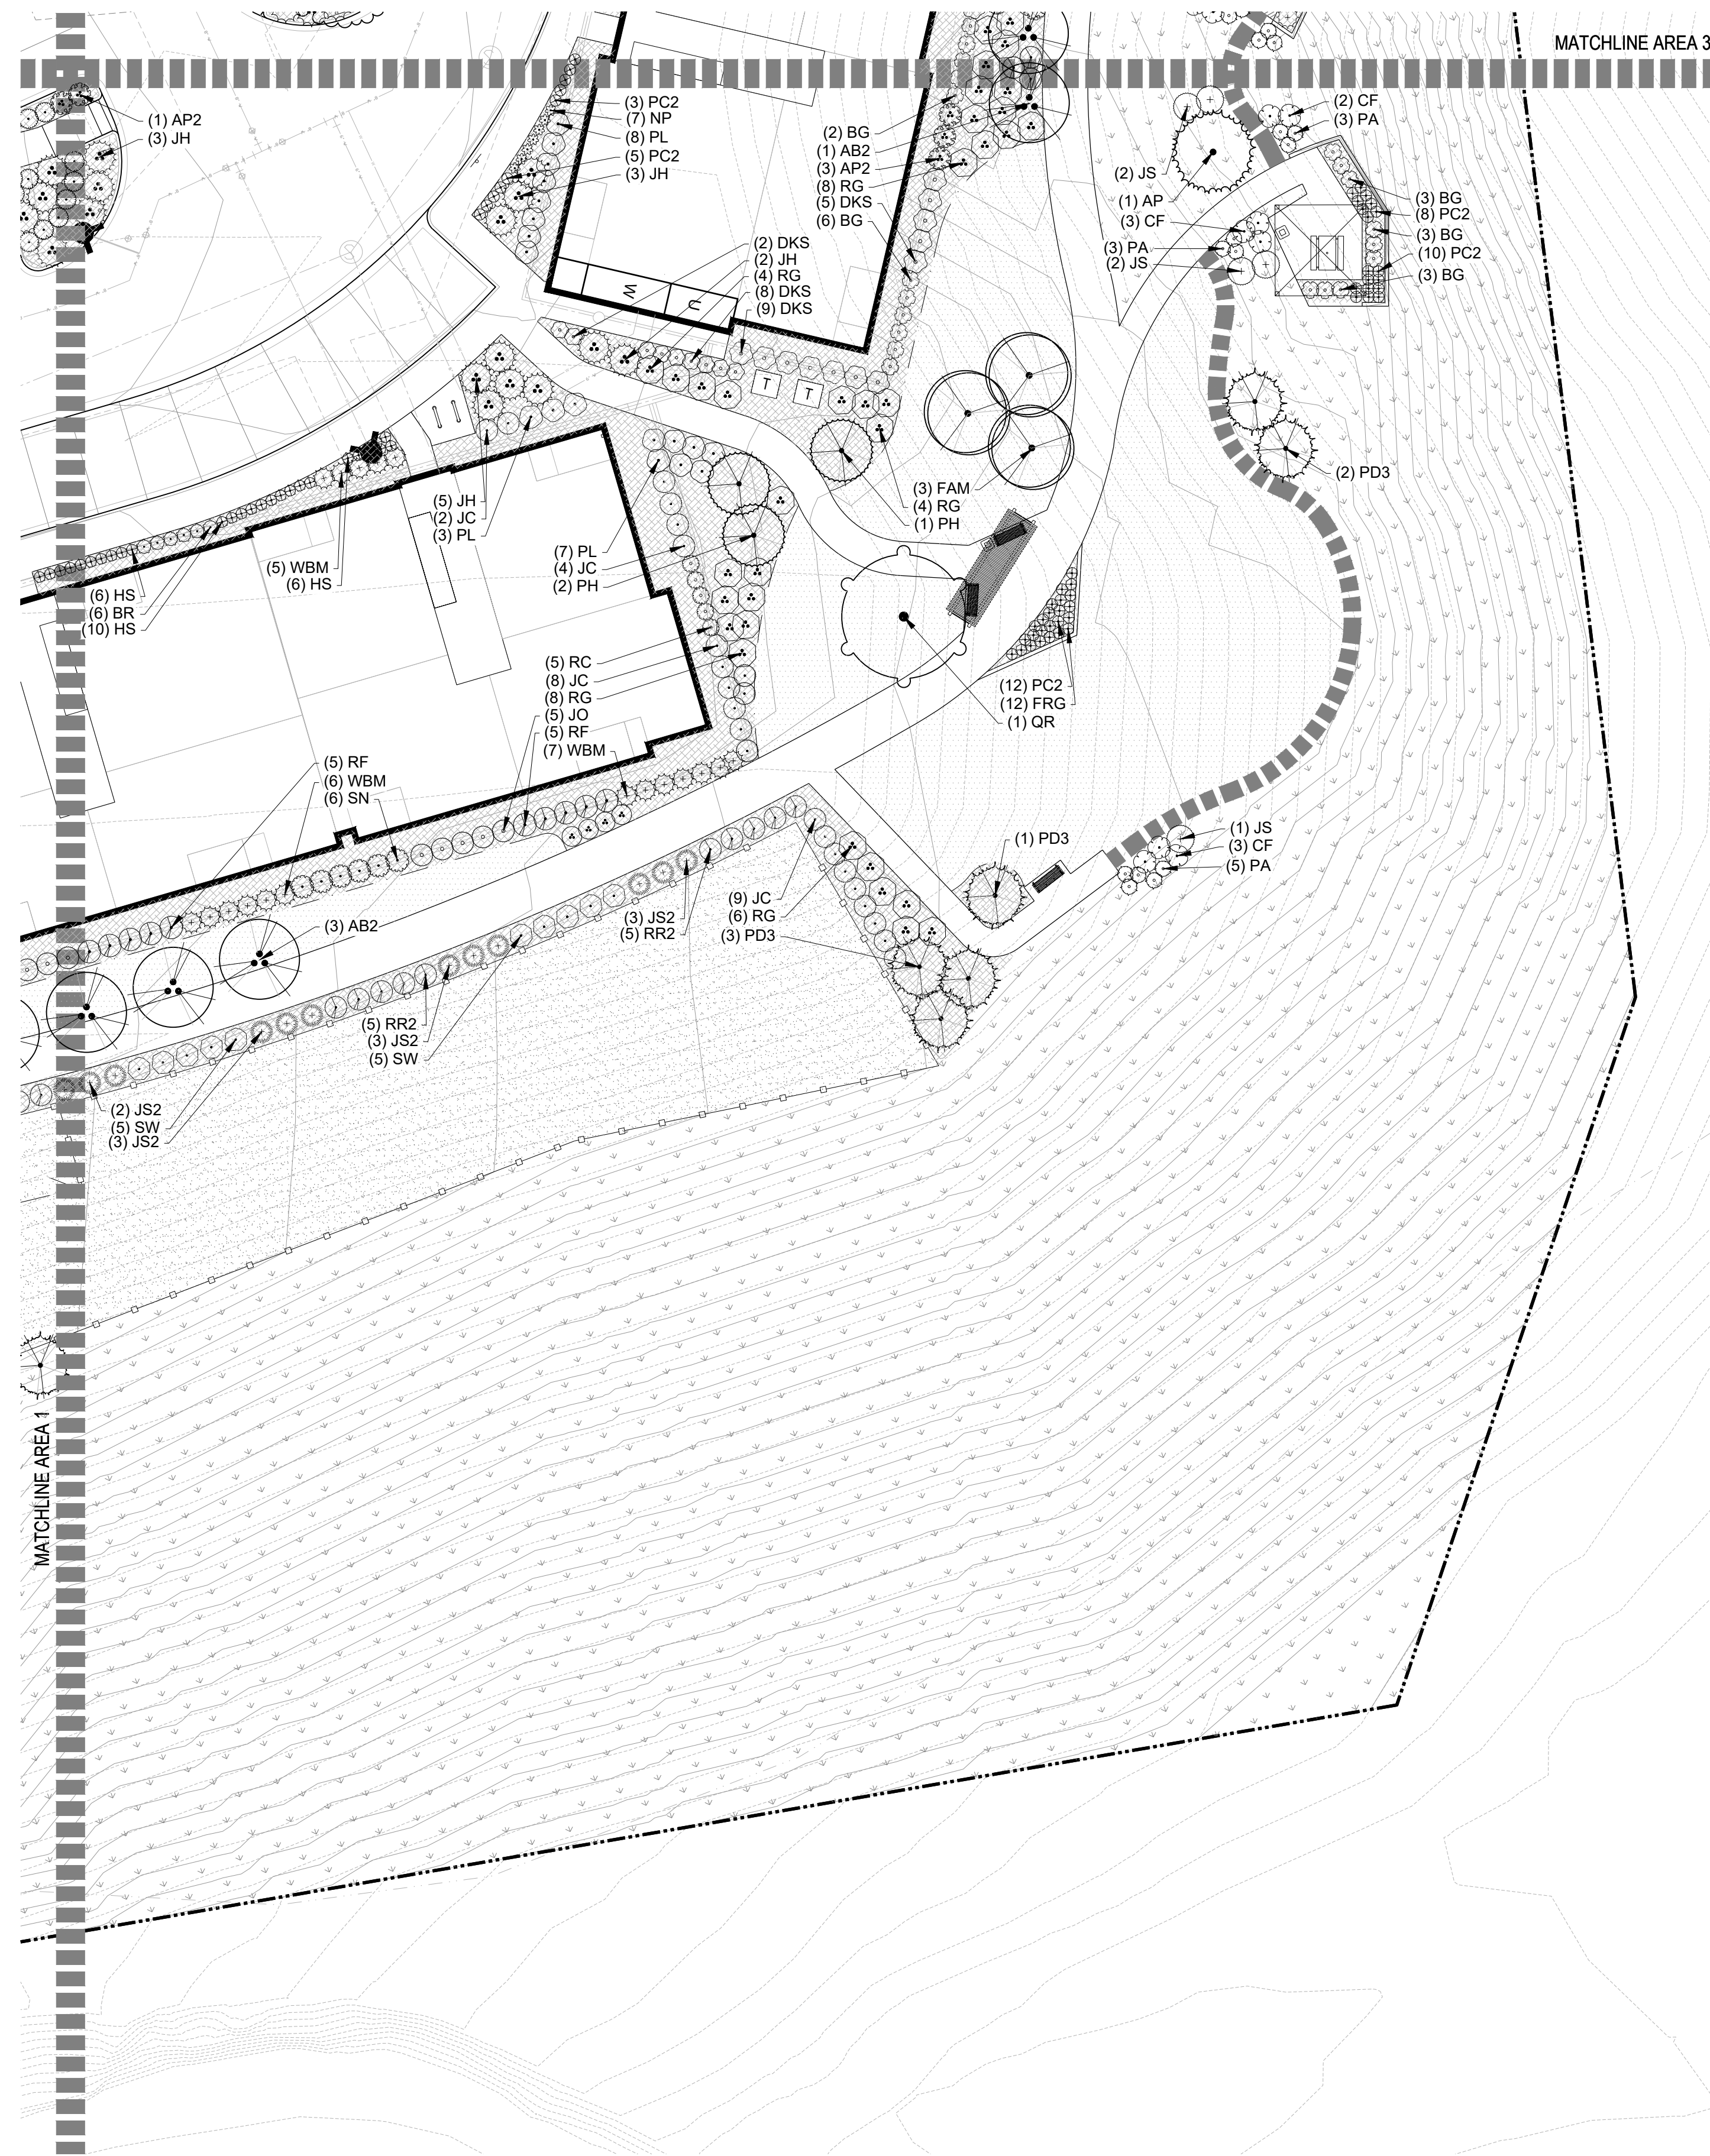 MATCHLINE AREA 3
(1) AP2
(3) JH
(3) PC2
(7) NP
(8) PL
(5) PC2
(3) JH
(2) BG
(1) AB2
(3) AP2
(8) RG
(5) DKS
(6) BG
(2) CF
(3) PA
(2) JS
(1) AP
(3) CF
(3) PA
(2) JS
(3) BG
(8) PC2
(3) BG
(10) PC2
(3) BG
(2) DKS
(2) JH
(4) RG
(8) DKS
(9) DKS
W
U
T
T
(2) PD3
(3) FAM
(4) RG
(1) PH
(5) JH
(2) JC
(3) PL
(5) WBM
(6) HS
(6) HS
(6) BR
(10) HS
(7) PL
(4) JC
(2) PH
(5) RC
(8) JC
(8) RG
(5) JO
(5) RF
(7) WBM
(12) PC2
(12) FRG
(1) QR
(5) RF
(6) WBM
(6) SN
(1) PD3
(1) JS
(3) CF
(5) PA
(3) AB2
(3) JS2
(5) RR2
(9) JC
(6) RG
(3) PD3
(5) RR2
(3) JS2
(5) SW
(2) JS2
(5) SW
(3) JS2
MATCHLINE AREA 1